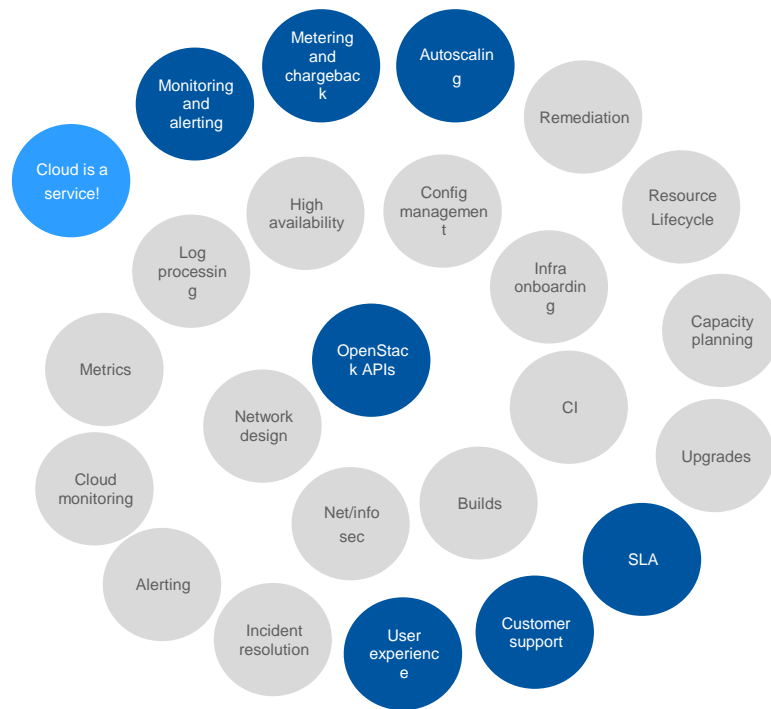 Metering
and
chargebac
k
Autoscalin
g
Monitoring
and
alerting
Remediation
Cloud is a
service!
High
availability
Config
managemen
t
Resource
Lifecycle
Log
processin
g
Infra
onboardin
g
Capacity
planning
OpenStac
k APIs
Metrics
CI
Network
design
Upgrades
Cloud
monitoring
Net/info
sec
Builds
SLA
Alerting
Incident
resolution
User
experienc
e
Customer
support